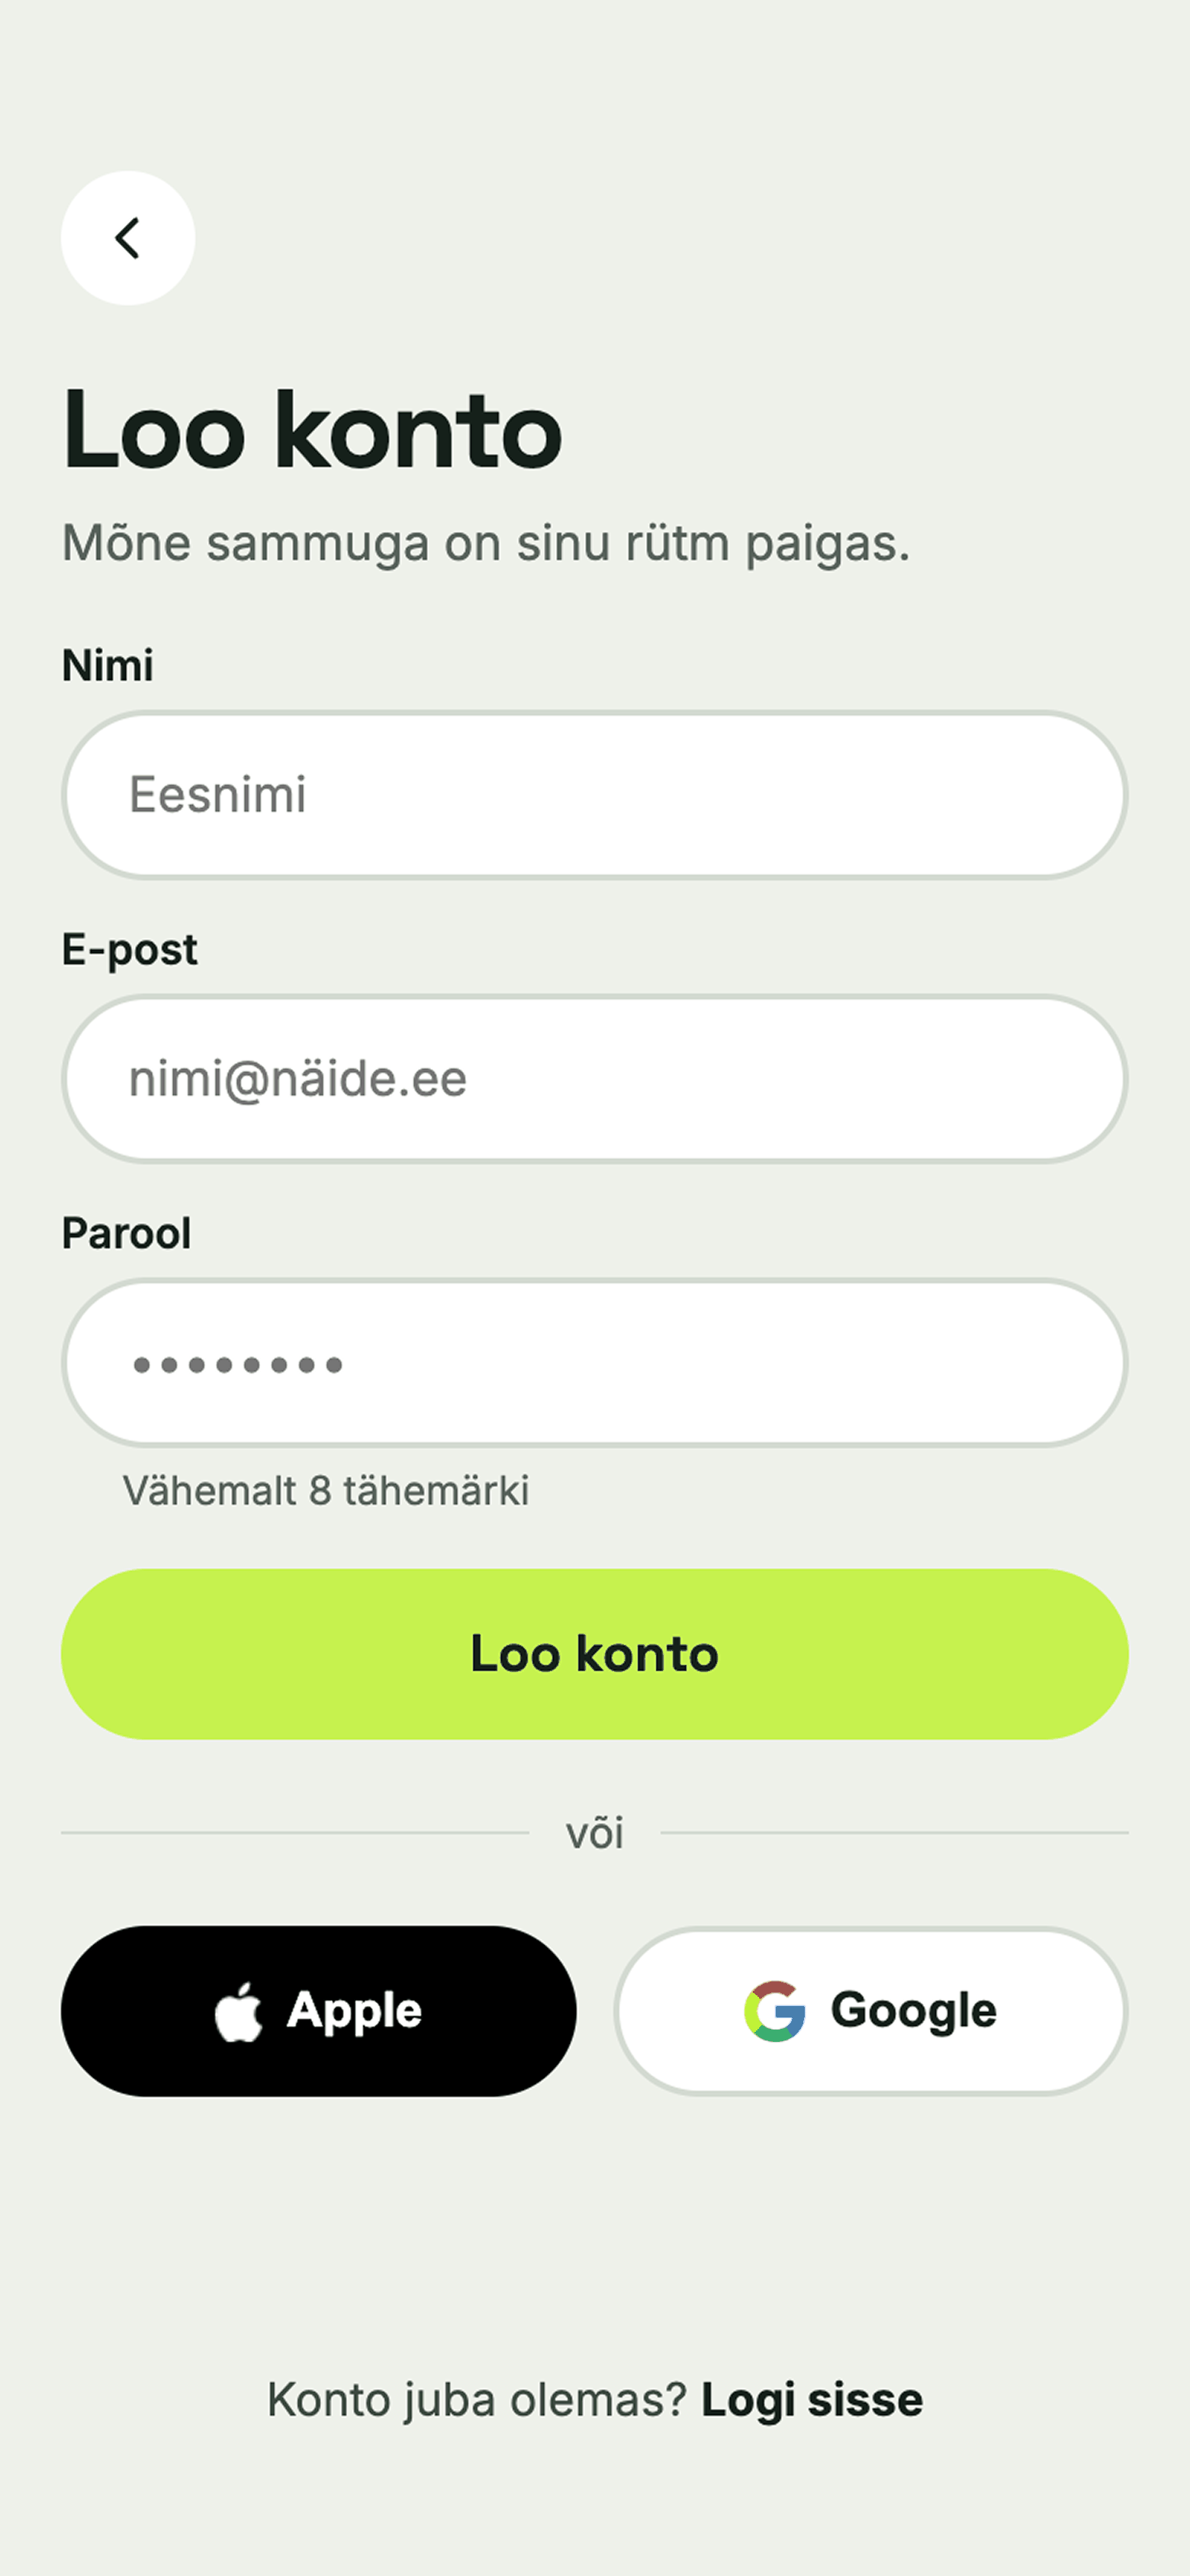 Loo konto
Mõne sammuga on sinu rütm paigas.
Nimi
Eesnimi
E-post
nimi@näide.ee
Parool
••••••••
Vähemalt 8 tähemärki
Loo konto
või
Apple
Google
Konto juba olemas? Logi sisse